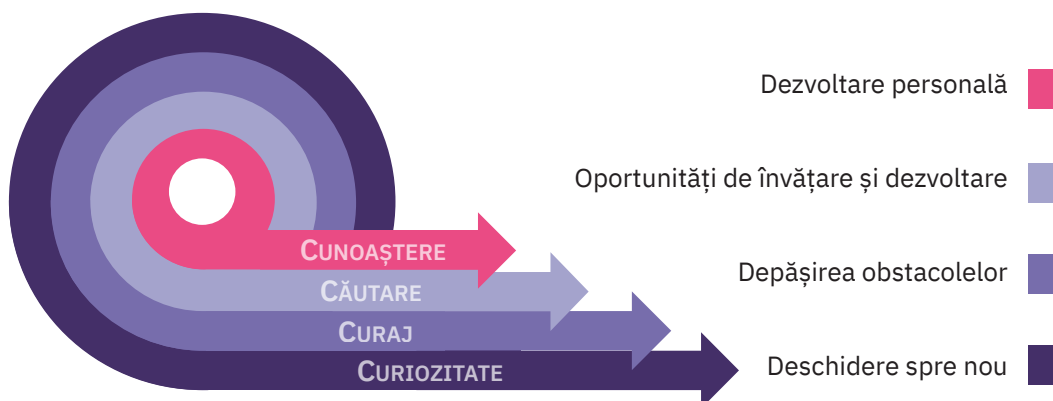 Dezvoltare personală
Oportunități de învățare și dezvoltare
CUNOAȘTERE
Depășirea obstacolelor
CĂUTARE
CURAJ
Deschidere spre nou
CURIOZITATE